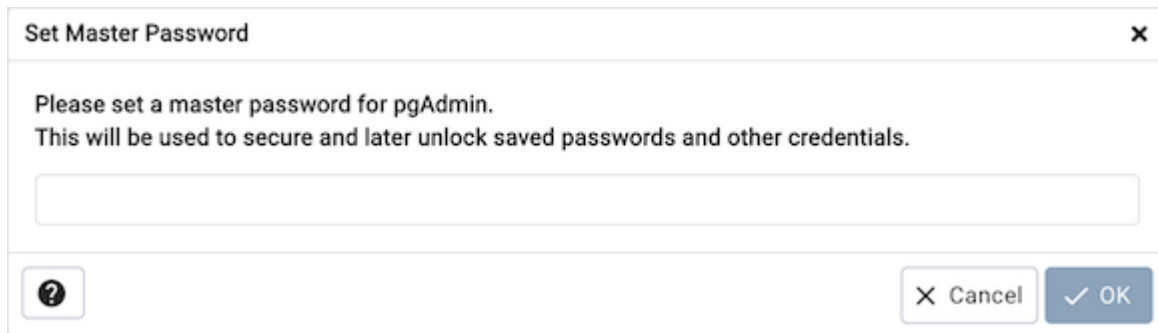 Set Master Password
Please set a master password for pgAdmin.
This will be used to secure and later unlock saved passwords and other credentials.
Cancel
OK